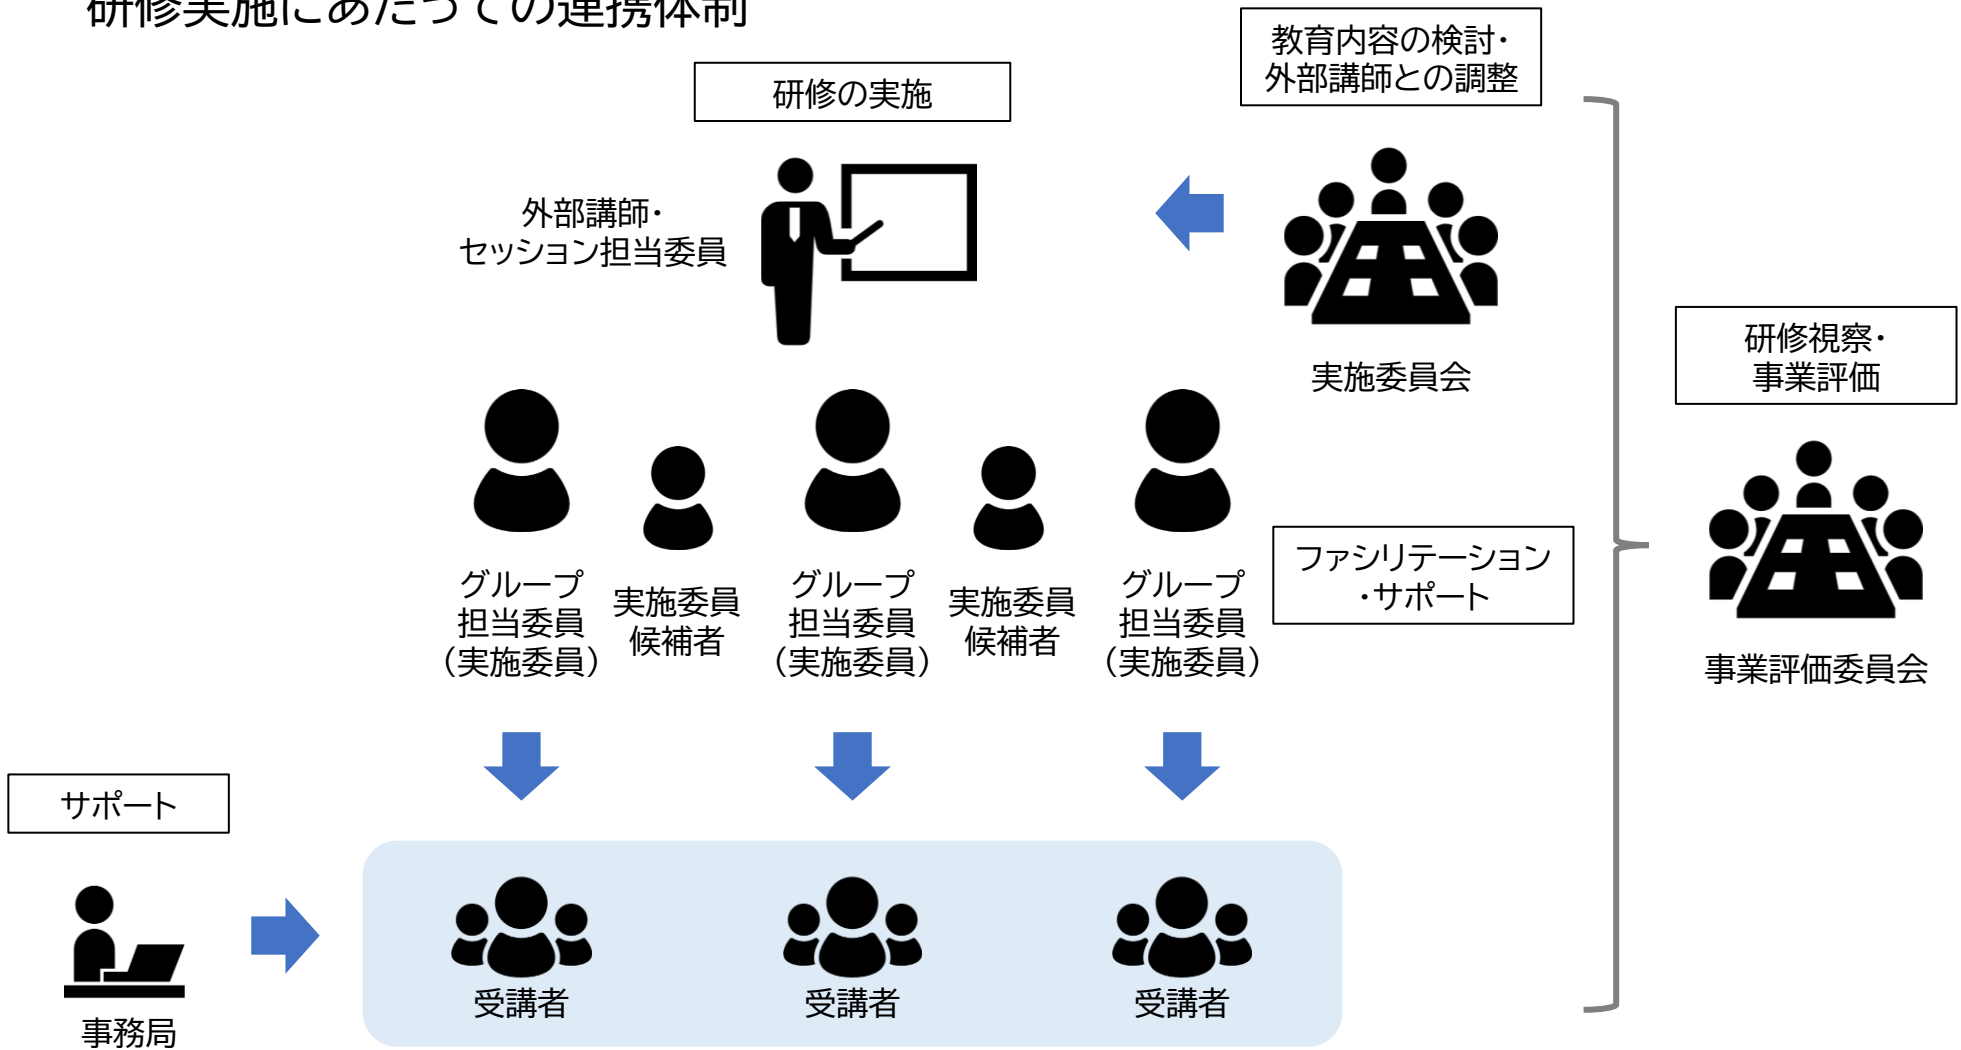 研修実施にあたっての連携体制
教育内容の検討・
外部講師との調整
研修の実施
外部講師・
セッション担当委員
実施委員会
研修視察・
事業評価
事業評価委員会
グループ
担当委員
（実施委員）
実施委員
候補者
グループ
担当委員
（実施委員）
実施委員
候補者
グループ
担当委員
（実施委員）
ファシリテーション
・サポート
サポート
事務局
受講者
受講者
受講者